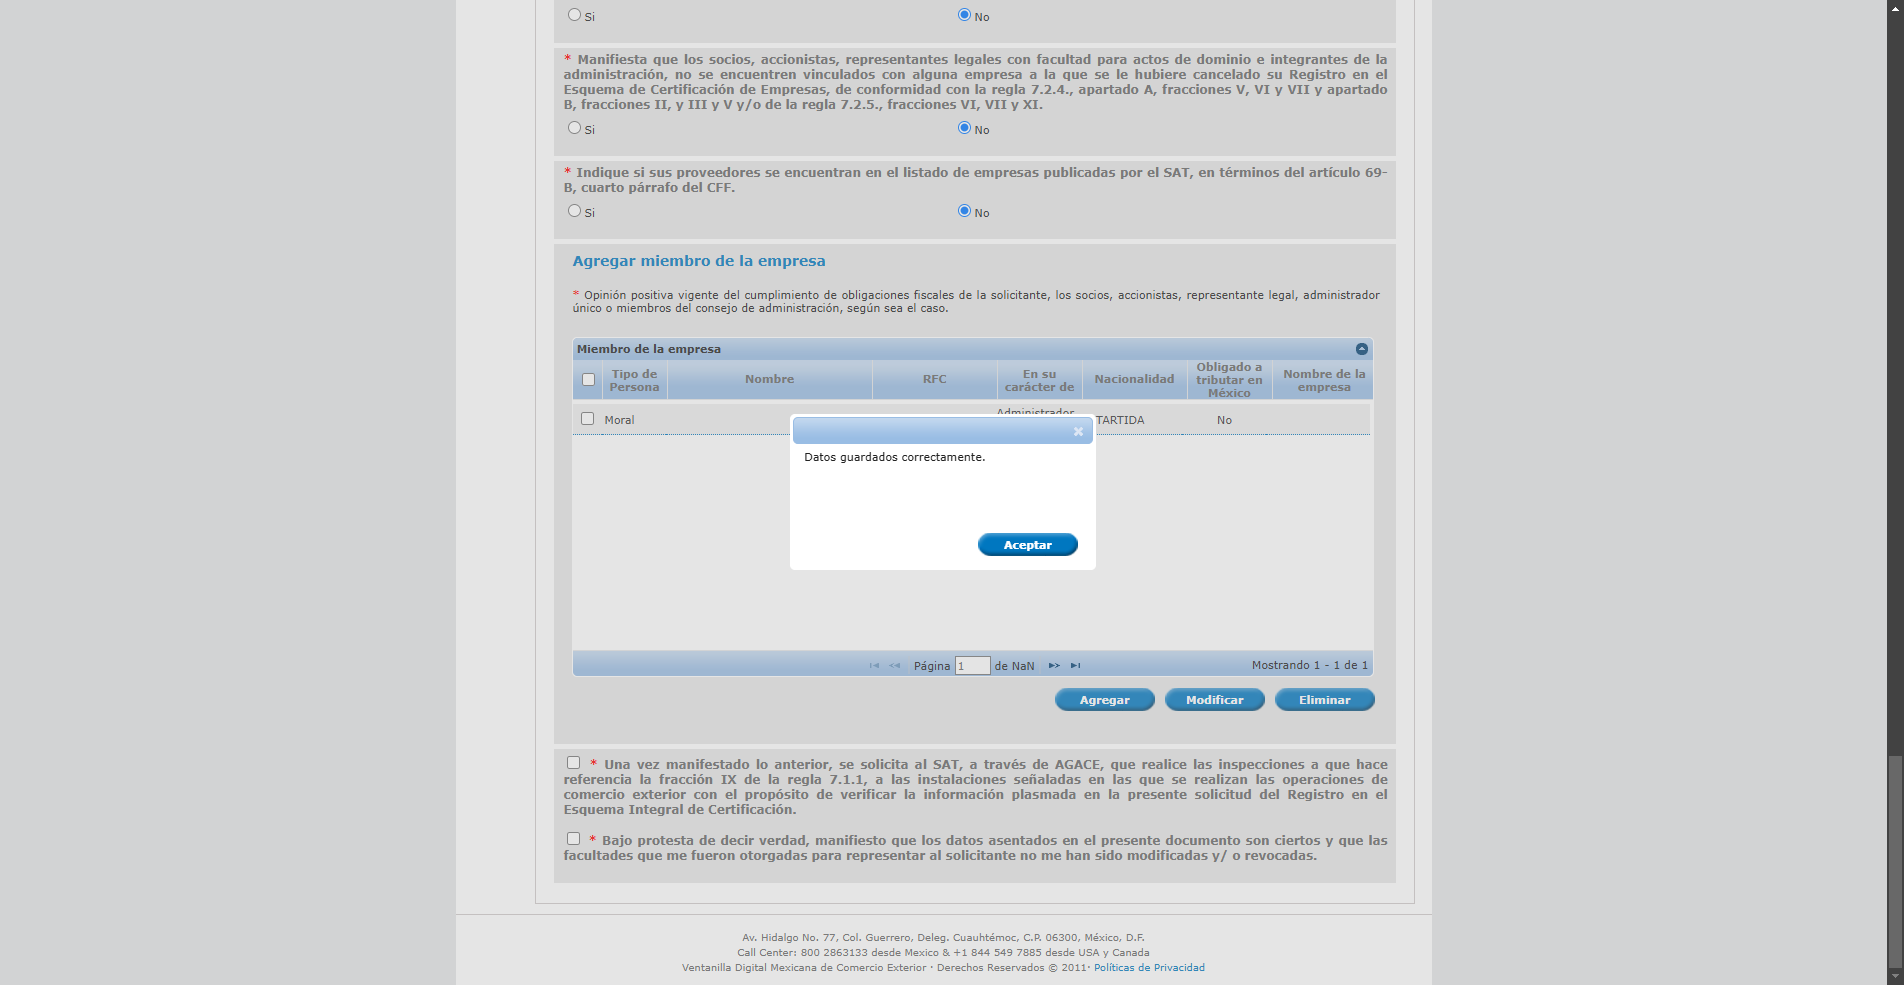 Si
No
* Manifiesta que los socios, accionistas, representantes legales con facultad para actos de dominio e integrantes de la
administración, no se encuentren vinculados con alguna empresa a la que se le hubiere cancelado su Registro en el
Esquema de Certificación de Empresas, de conformidad con la regla 7.2.4., apartado A, fracciones V, VI y VII y apartado
B, fracciones II, y III y V y/o de la regla 7.2.5., fracciones VI, VII y XI.
Si
No
* Indique si sus proveedores se encuentran en el listado de empresas publicadas por el SAT, en términos del artículo 69-
B, cuarto párrafo del CFF.
Si
No
Agregar miembro de la empresa
* Opinión positiva vigente del cumplimiento de obligaciones fiscales de la solicitante, los socios, accionistas, representante legal, administrador
único o miembros del consejo de administración, según sea el caso.
Miembro de la empresa
Tipo de
Persona
Nombre
RFC
En su
carácter de
Nacionalidad
Obligado a
tributar en
México
Nombre de la
empresa
Moral
Administrador
TARTIDA
No
Datos guardados correctamente.
Aceptar
Página 1 de NaN
Mostrando 1 - 1 de 1
Agregar
Modificar
Eliminar
* Una vez manifestado lo anterior, se solicita al SAT, a través de AGACE, que realice las inspecciones a que hace
referencia la fracción IX de la regla 7.1.1, a las instalaciones señaladas en las que se realizan las operaciones de
comercio exterior con el propósito de verificar la información plasmada en la presente solicitud del Registro en el
Esquema Integral de Certificación.
* Bajo protesta de decir verdad, manifiesto que los datos asentados en el presente documento son ciertos y que las
facultades que me fueron otorgadas para representar al solicitante no me han sido modificadas y/ o revocadas.
Av. Hidalgo No. 77, Col. Guerrero, Deleg. Cuauhtémoc, C.P. 06300, México, D.F.
Call Center: 800 2863133 desde Mexico & +1 844 549 7885 desde USA y Canada
Ventanilla Digital Mexicana de Comercio Exterior · Derechos Reservados © 2011· Políticas de Privacidad